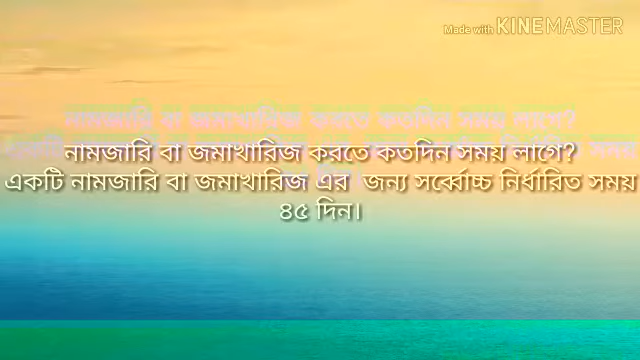 Made with KINEMASTER
নামজারি বা জমাখারিজ করতে কতদিন সময় লাগে?
একটি নামজারি বা জমাখারিজ এর জন্য সর্ব্বোচ্চ নির্ধারিত সময়
৪৫ দিন।